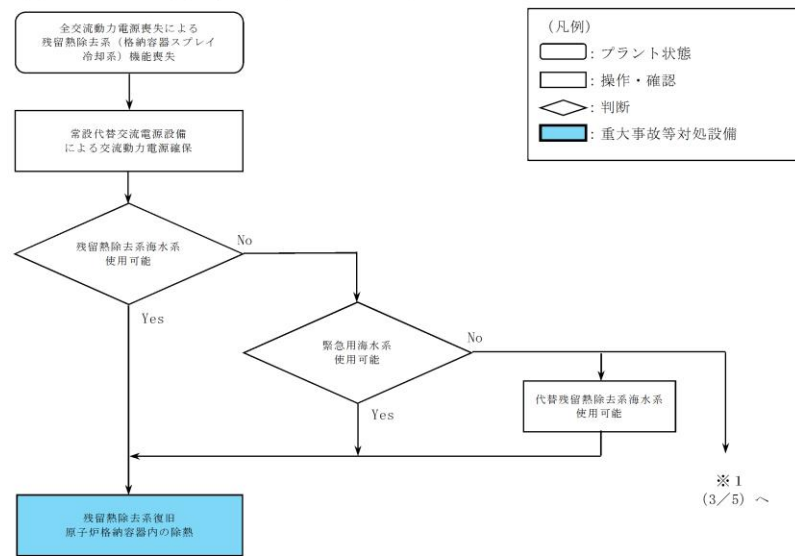 全交流動力電源喪失による
残留熱除去系（格納容器スプレイ
冷却系）機能喪失
常設代替交流電源設備
による交流動力電源確保
残留熱除去系海水系
使用可能
No
Yes
緊急用海水系
使用可能
No
Yes
代替残留熱除去系海水系
使用可能
※１
(3／5) へ
残留熱除去系復旧
原子炉格納容器内の除熱
（凡例）
：プラント状態
：操作・確認
：判断
：重大事故等対処設備